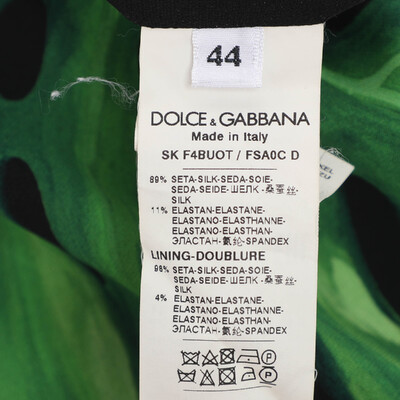 44
DOLCE & GABBANA
Made in Italy
SK F4BUOT / FSA0C D
89% SETA-SILK-SEDA-SOIE-
SEDA-SEIDE-ШЕЛК-桑蚕丝-
SILK
11% ELASTAN-ELASTANE-
ELASTANO-ELASTHANNE-
ELASTANO-ELASTHAN-
ЭЛАСТАН-氨纶-SPANDEX
LINING-DOUBLURE
96% SETA-SILK-SEDA-SOIE-
SEDA-SEIDE-ШЕЛК-桑蚕丝-
SILK
4% ELASTAN-ELASTANE-
ELASTANO-ELASTHANNE-
ELASTANO-ELASTHAN-
ЭЛАСТАН-氨纶-SPANDEX